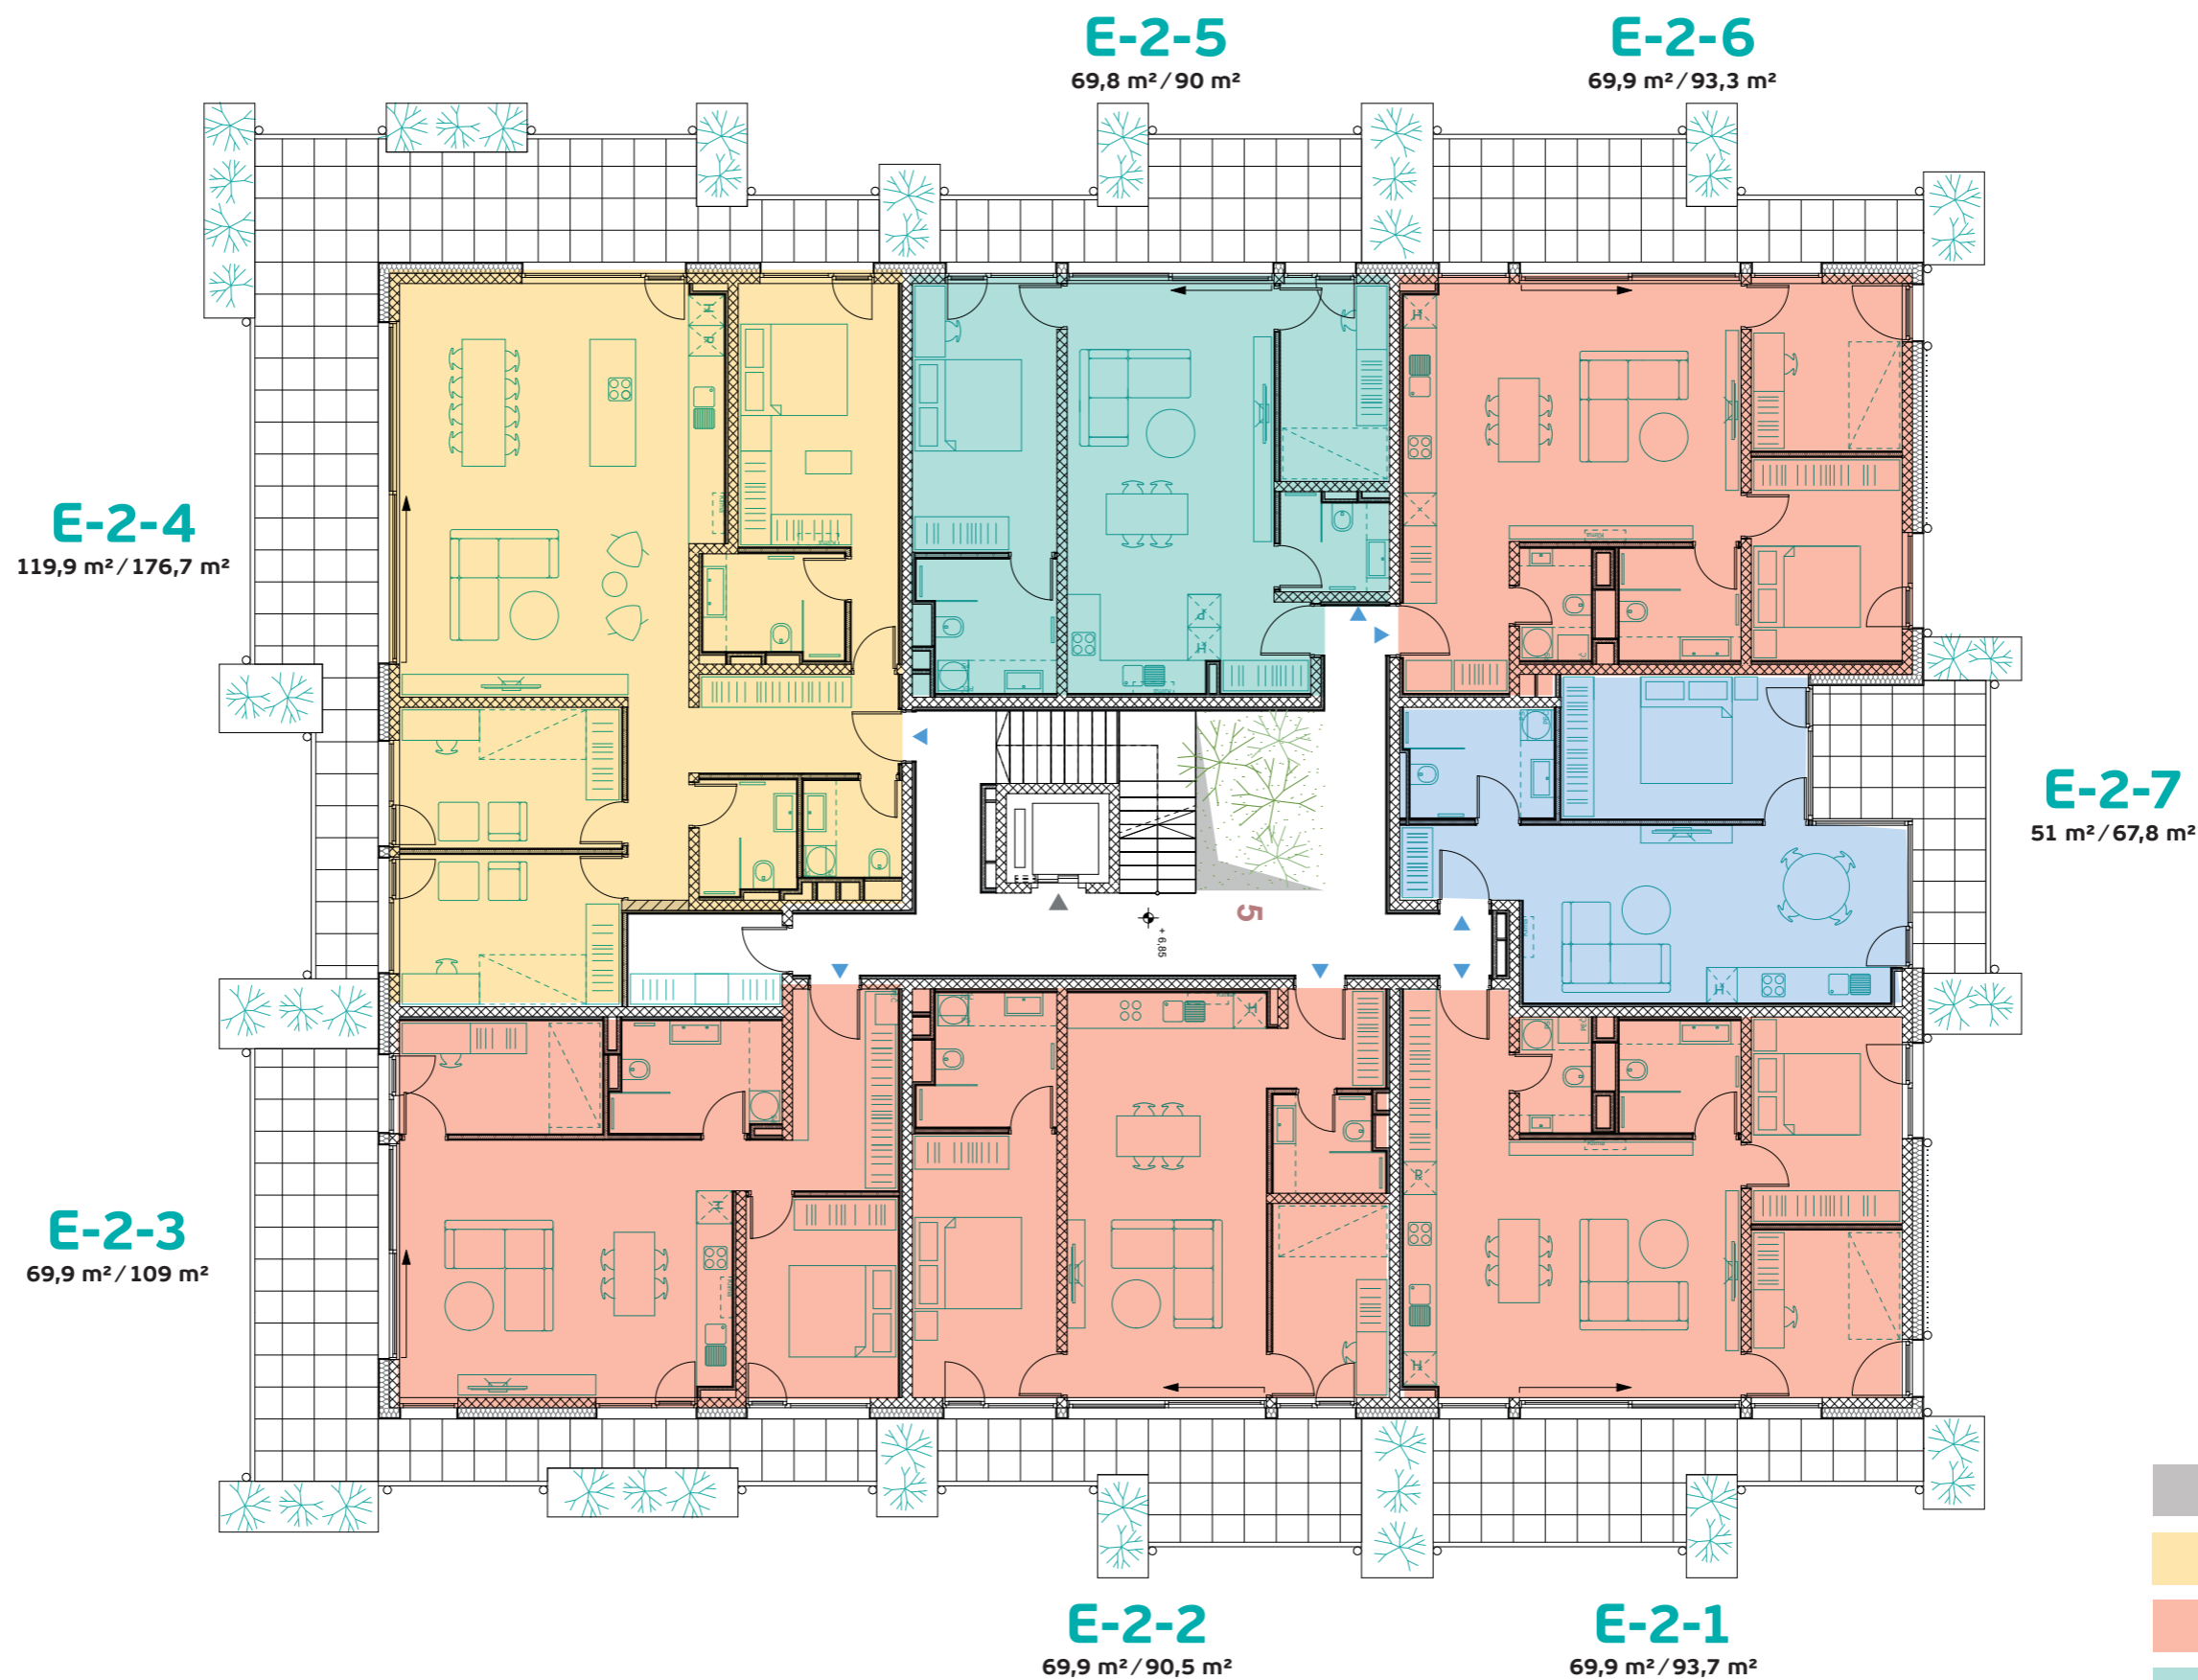 E-2-5
69,8 m² / 90 m²
E-2-6
69,9 m² / 93,3 m²
E-2-4
119,9 m² / 176,7 m²
E-2-7
51 m² / 67,8 m²
5
+ 6,85
E-2-3
69,9 m² / 109 m²
E-2-2
69,9 m² / 90,5 m²
E-2-1
69,9 m² / 93,7 m²
H
R
H
H
R
H
H
H
H
R
H